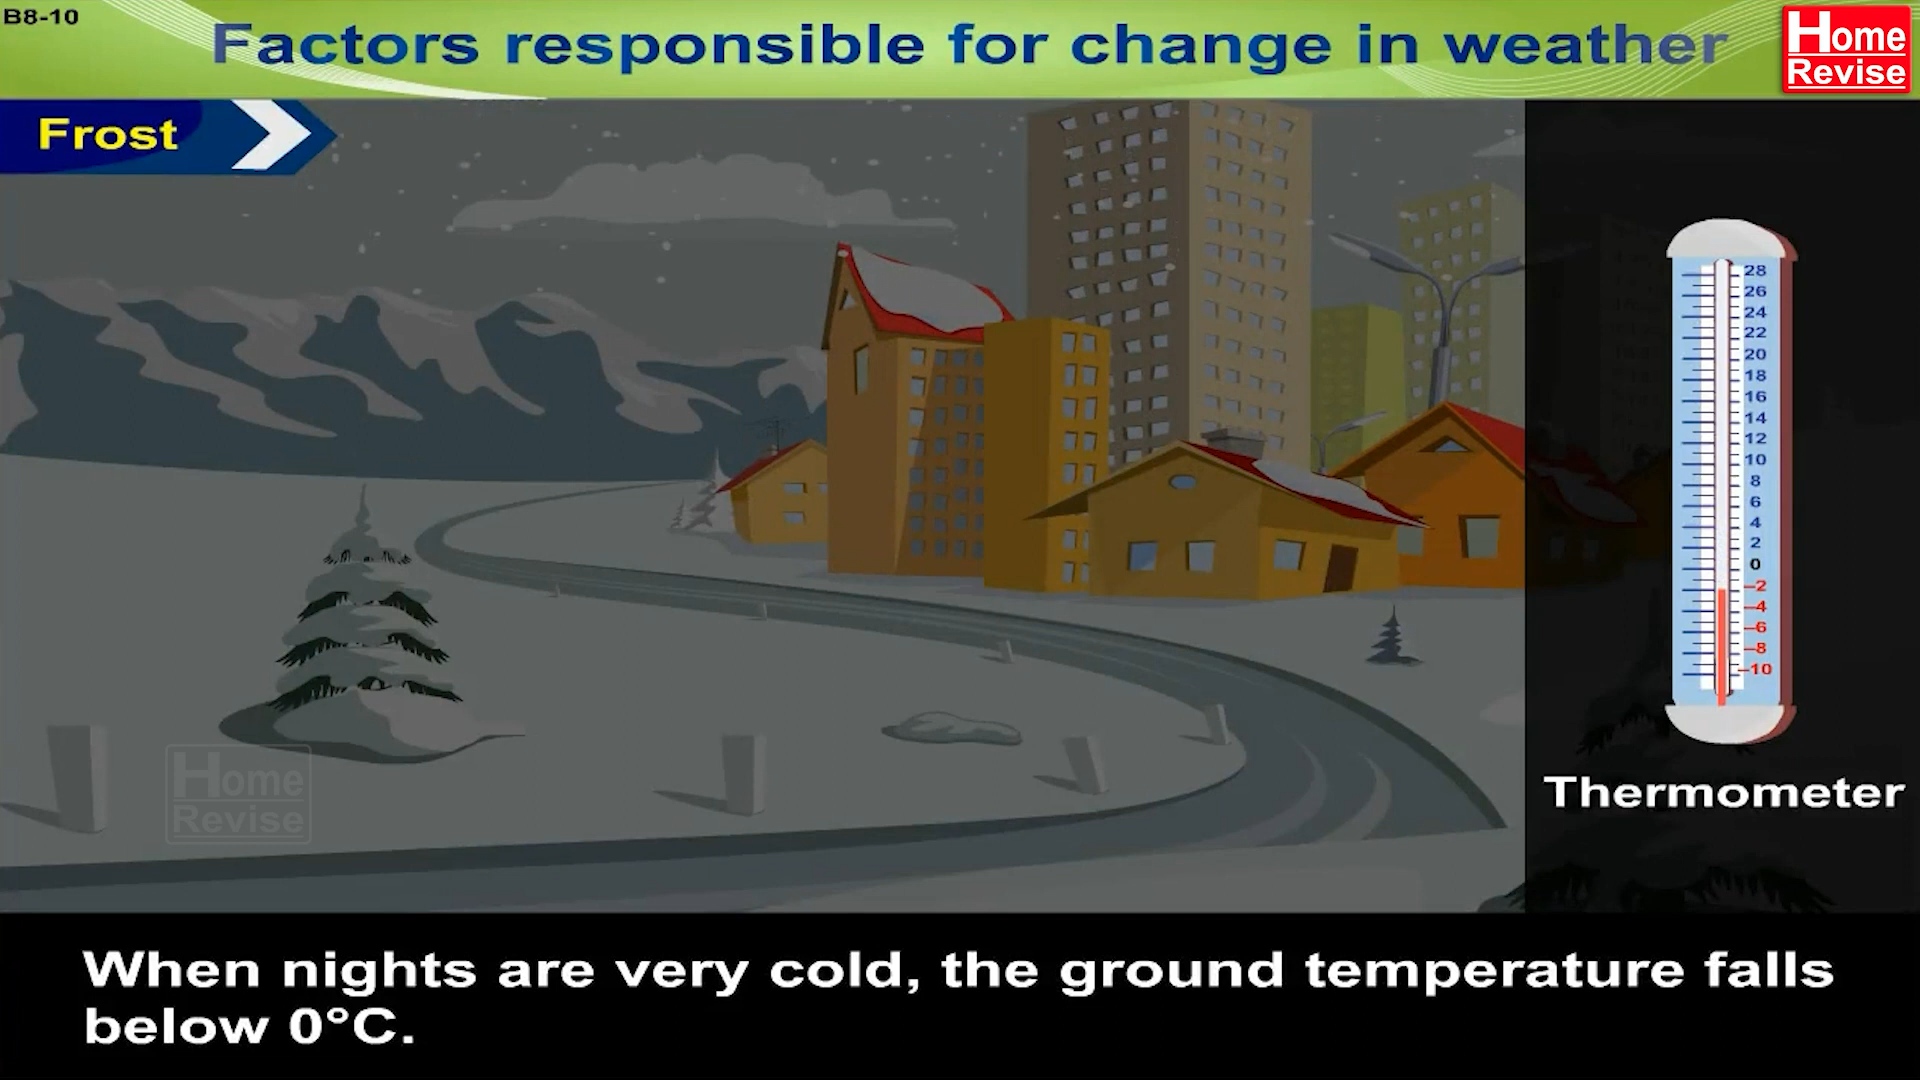 B8-10
Factors responsible for change in weather
Home
Revise
Frost
28
26
24
22
20
18
16
14
12
10
8
6
4
2
0
-2
-4
-6
-8
-10
Home
Revise
Thermometer
When nights are very cold, the ground temperature falls
below 0°C.